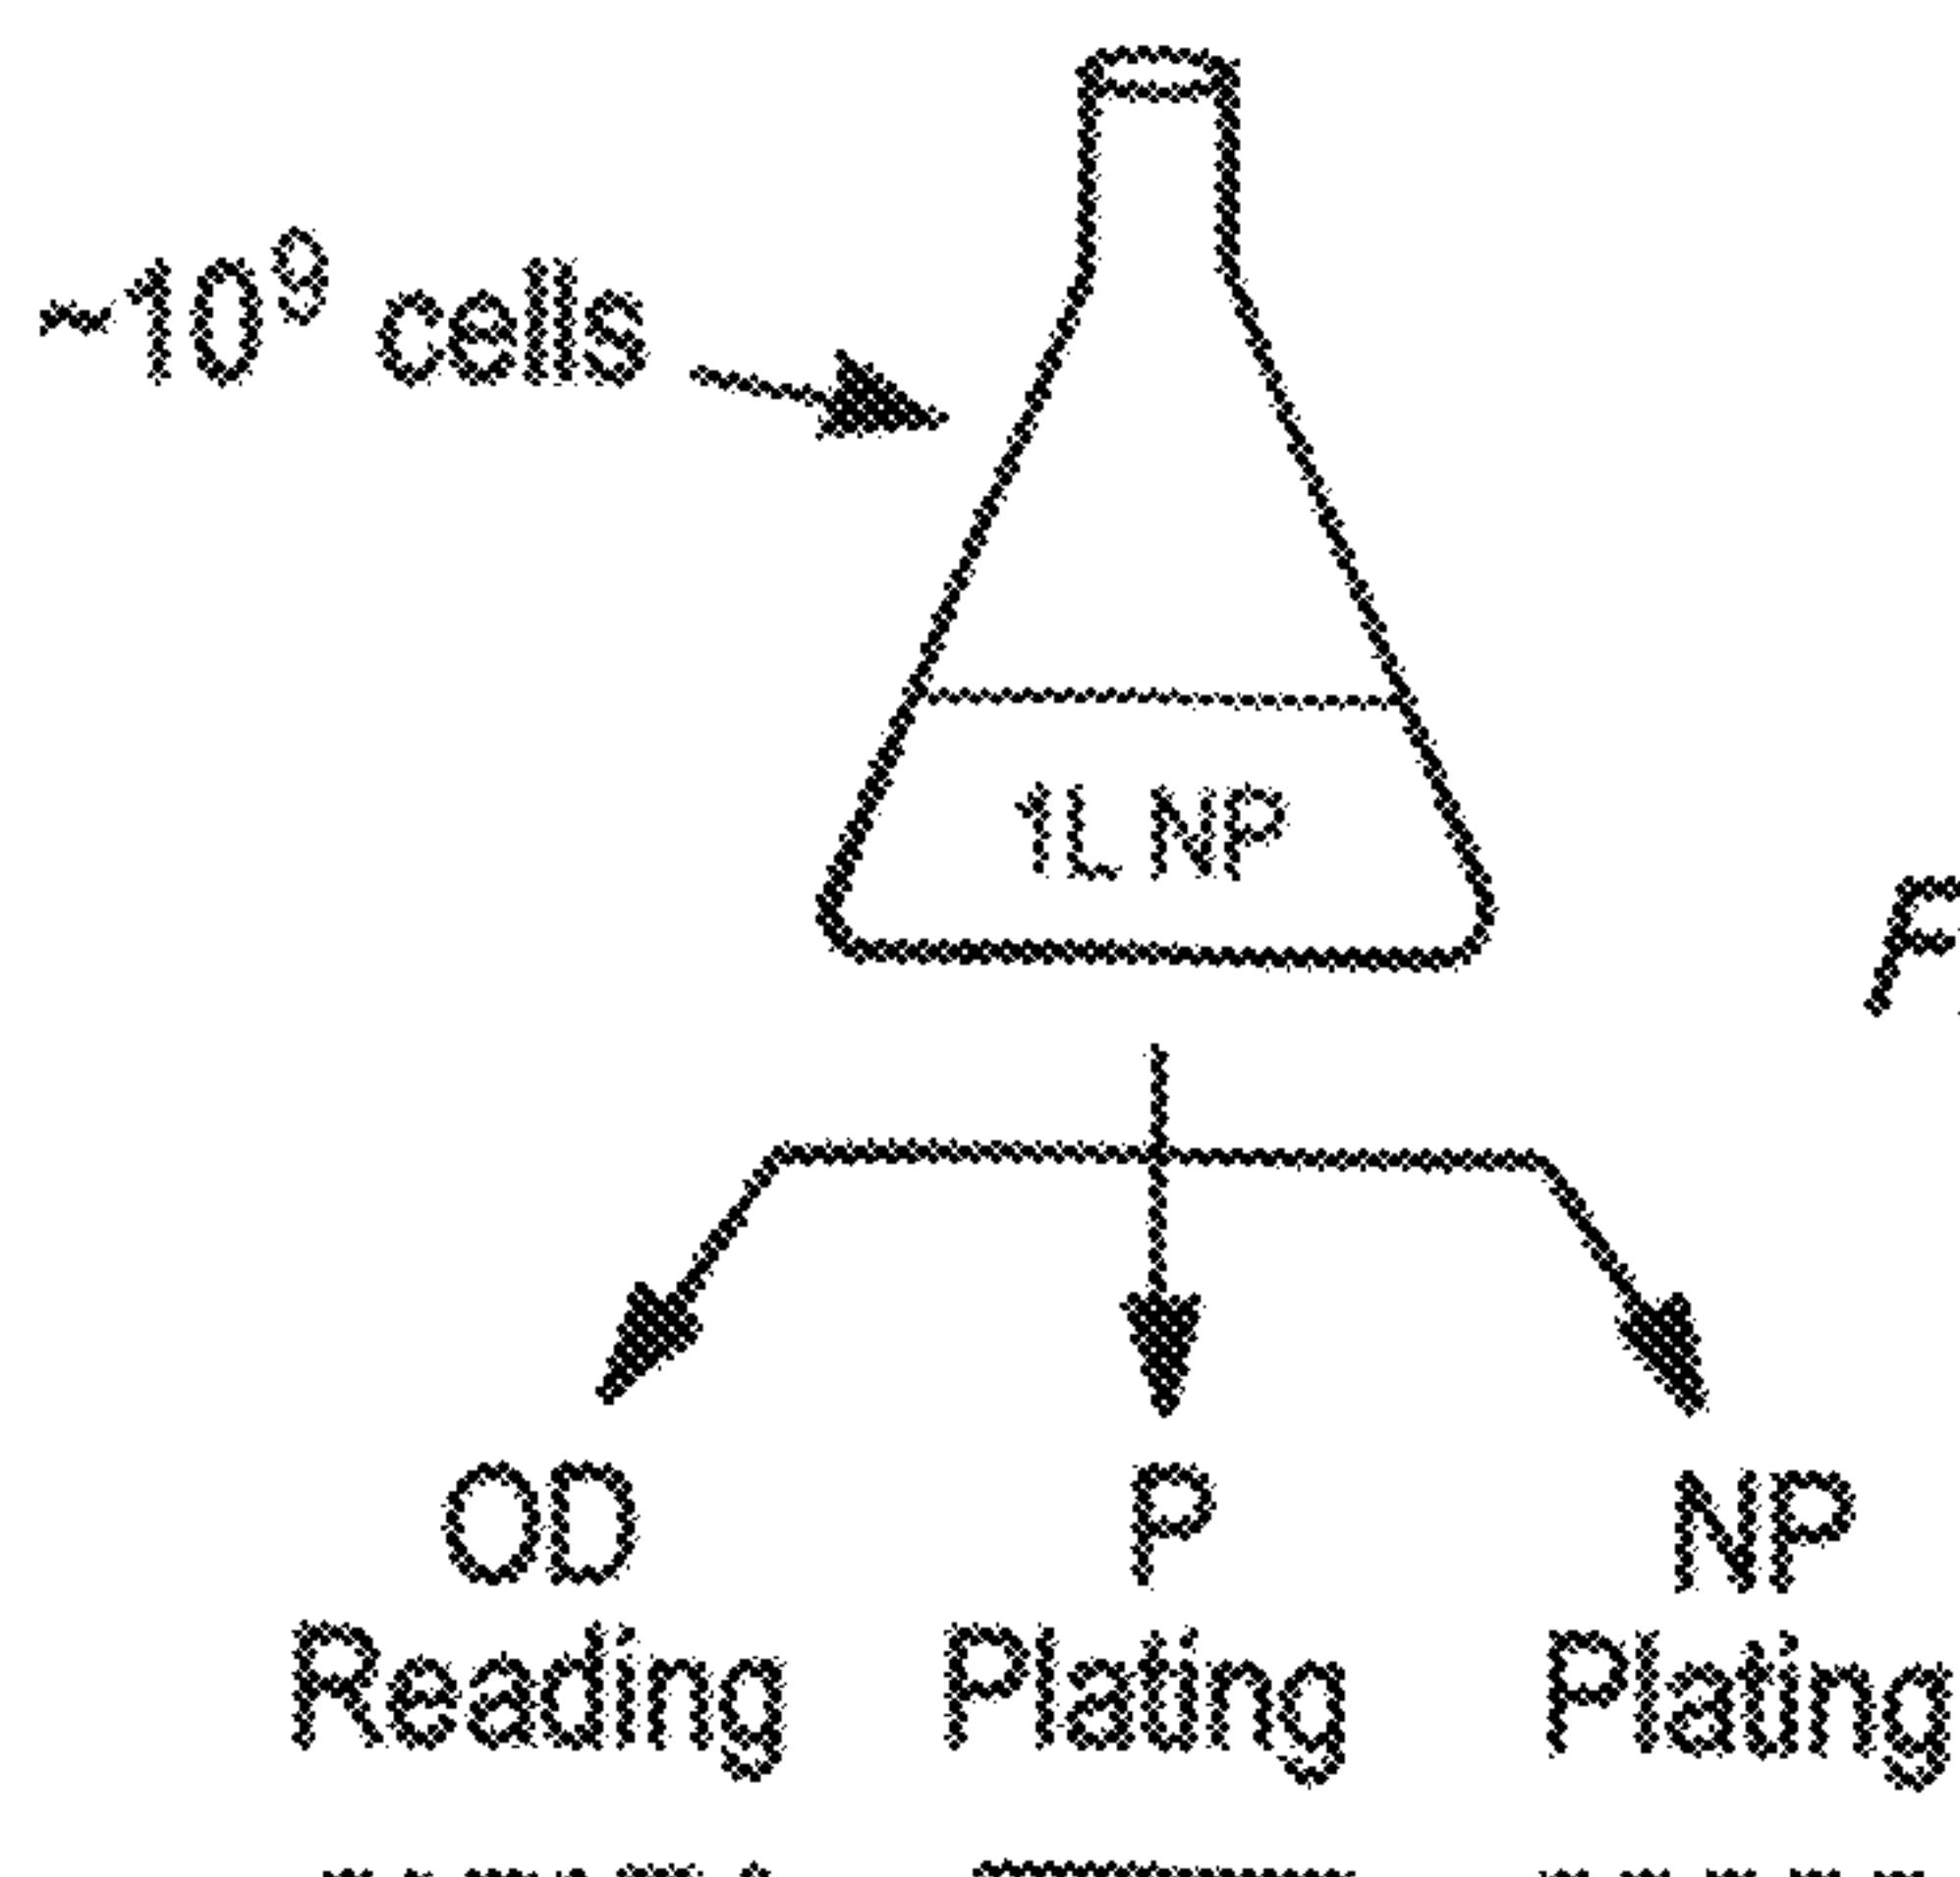 ~10⁹ cells
1L NP
OD
Reading
P
Plating
NP
Plating